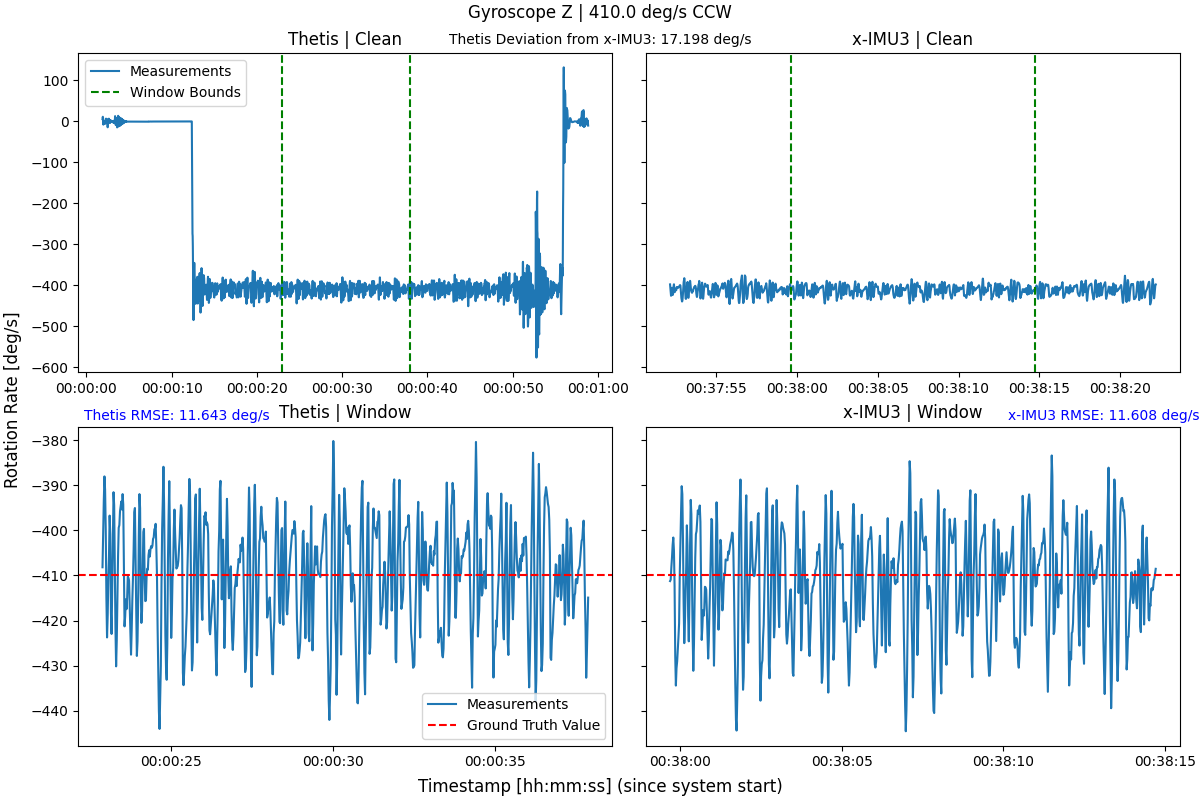 Gyroscope Z | 410.0 deg/s CCW
Thetis | Clean
Thetis Deviation from x-IMU3: 17.198 deg/s
x-IMU3 | Clean
Measurements
Window Bounds
100
0
−100
−200
−300
−400
−500
−600
00:00:00 00:00:10 00:00:20 00:00:30 00:00:40 00:00:50 00:01:00
00:37:55 00:38:00 00:38:05 00:38:10 00:38:15 00:38:20
Rotation Rate [deg/s]
Thetis RMSE: 11.643 deg/s
Thetis | Window
x-IMU3 | Window
x-IMU3 RMSE: 11.608 deg/s
−380
−390
−400
−410
−420
−430
−440
Measurements
Ground Truth Value
00:00:25 00:00:30 00:00:35
00:38:00 00:38:05 00:38:10 00:38:15
Timestamp [hh:mm:ss] (since system start)